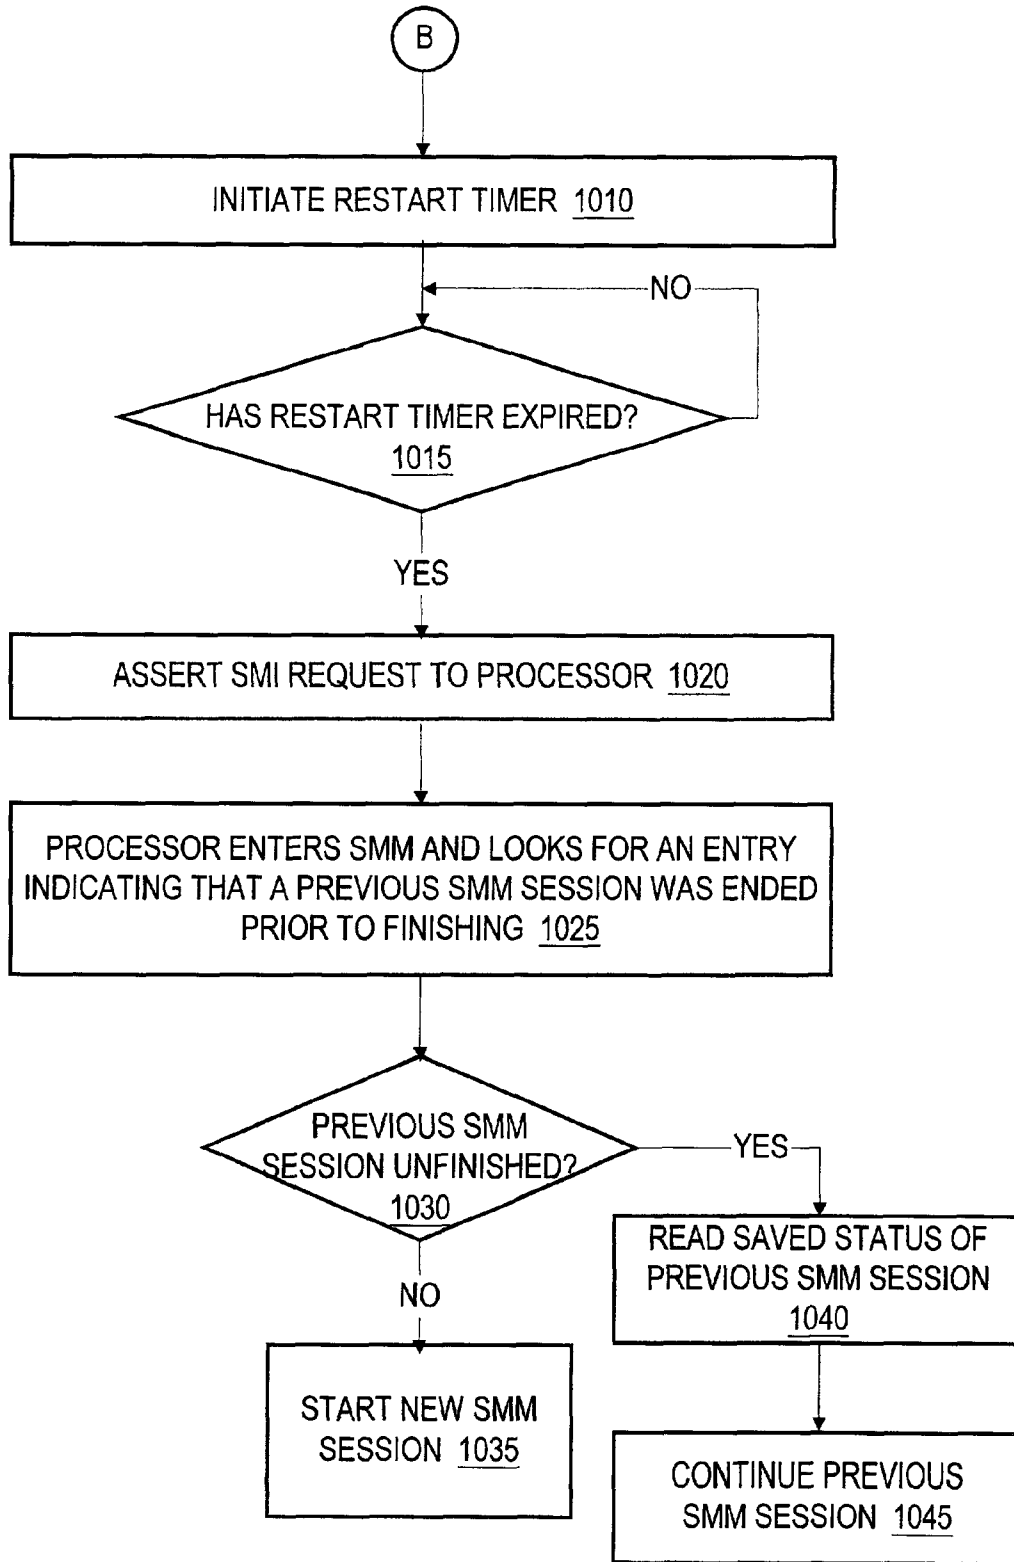 B
INITIATE RESTART TIMER 1010
NO
HAS RESTART TIMER EXPIRED?
1015
YES
ASSERT SMI REQUEST TO PROCESSOR 1020
PROCESSOR ENTERS SMM AND LOOKS FOR AN ENTRY
INDICATING THAT A PREVIOUS SMM SESSION WAS ENDED
PRIOR TO FINISHING 1025
PREVIOUS SMM
SESSION UNFINISHED?
1030
YES
READ SAVED STATUS OF
PREVIOUS SMM SESSION
1040
NO
START NEW SMM
SESSION 1035
CONTINUE PREVIOUS
SMM SESSION 1045